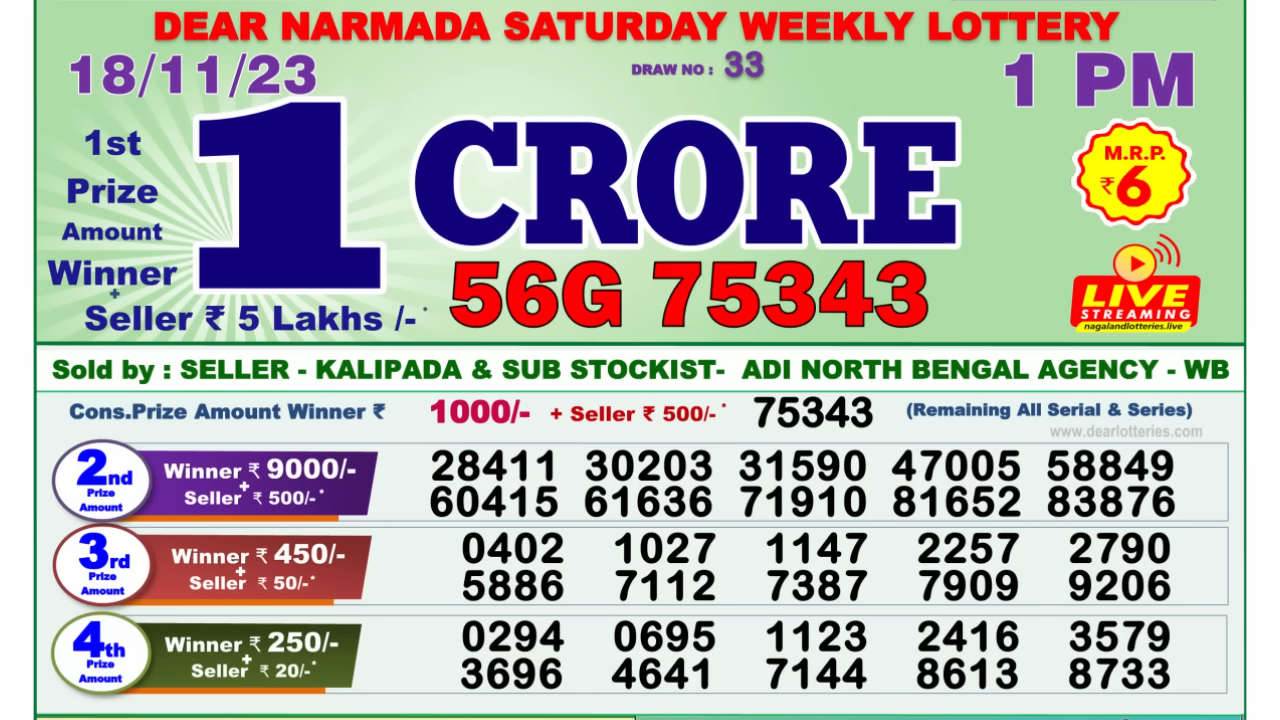 DEAR NARMADA SATURDAY WEEKLY LOTTERY
18/11/23
DRAW NO : 33
1 PM
1st
Prize
Amount
Winner
+
Seller ₹ 5 Lakhs /-*
1 CRORE
56G 75343
M.R.P.
₹6
LIVE
STREAMING
nagalandlotteries.live
Sold by : SELLER - KALIPADA & SUB STOCKIST- ADI NORTH BENGAL AGENCY - WB
Cons.Prize Amount Winner ₹ 1000/- + Seller ₹ 500/-* 75343 (Remaining All Serial & Series)
www.dearlotteries.com
2nd
Prize
Amount
Winner ₹ 9000/-
+
Seller ₹ 500/-*
28411 30203 31590 47005 58849
60415 61636 71910 81652 83876
3rd
Prize
Amount
Winner ₹ 450/-
+
Seller ₹ 50/-*
0402 1027 1147 2257 2790
5886 7112 7387 7909 9206
4th
Prize
Amount
Winner ₹ 250/-
+
Seller ₹ 20/-*
0294 0695 1123 2416 3579
3696 4641 7144 8613 8733